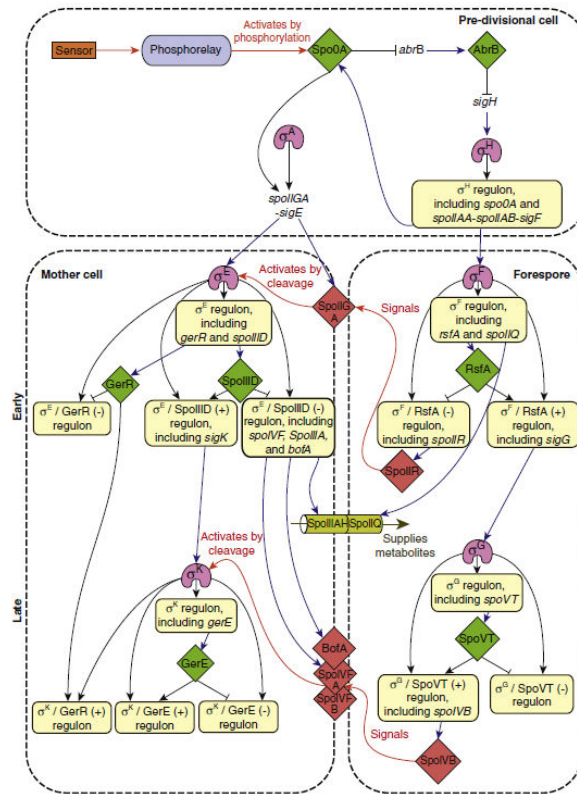 Pre-divisional cell
Activates by
phosphorylation
Sensor
Phosphorelay
Spo0A
abrB
AbrB
sigH
σA
σH
spoIIGA
-sigE
σH regulon,
including spo0A and
spoIIAA-spoIIAB-sigF
Mother cell
Forespore
σE
Activates by
cleavage
SpoIIG
A
Signals
σF
σE regulon,
including
gerR and spoIIID
σF regulon,
including
rsfA and spoIIQ
GerR
SpoIIID
RsfA
Early
σE / GerR (-)
regulon
σE / SpoIIID (+)
regulon,
including sigK
σE / SpoIIID (-)
regulon, including
spoIVF, SpoIIIA,
and bofA
σF / RsfA (-)
regulon,
including spoIIR
σF / RsfA (+)
regulon,
including sigG
SpoIIR
SpoIIIAH
SpoIIQ
Supplies
metabolites
Activates by
cleavage
σK
σG
Late
σK regulon,
including gerE
σG regulon,
including spoVT
GerE
SpoVT
BofA
SpoIVF
A
SpoIVF
B
σK / GerR (+)
regulon
σK / GerE (+)
regulon
σK / GerE (-)
regulon
σG / SpoVT (+)
regulon,
including spoIVB
σG / SpoVT (-)
regulon
Signals
SpoIVB